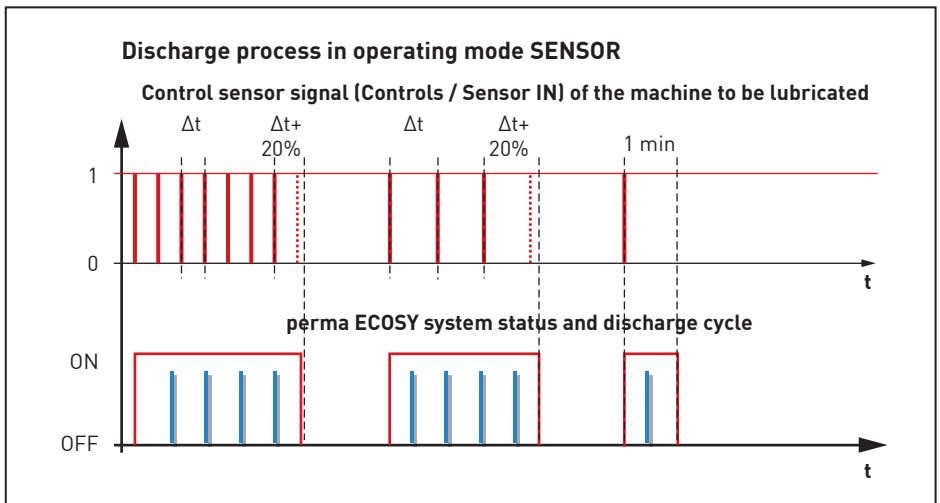 Discharge process in operating mode SENSOR
Control sensor signal (Controls / Sensor IN) of the machine to be lubricated
Δt
Δt+
20%
Δt
Δt+
20%
1 min
1
0
t
perma ECOSY system status and discharge cycle
ON
OFF
t